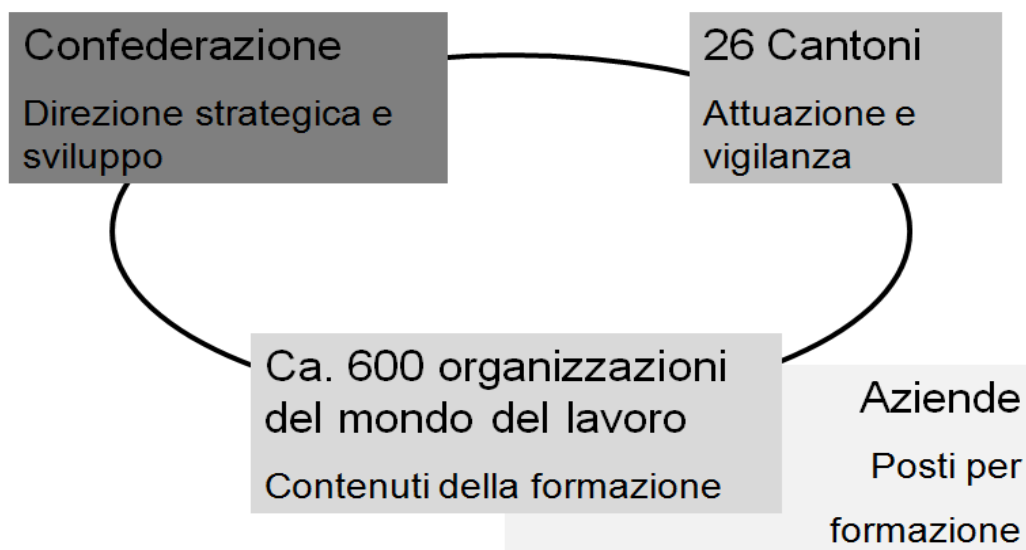 Confederazione
Direzione strategica e
sviluppo
26 Cantoni
Attuazione e
vigilanza
Ca. 600 organizzazioni
del mondo del lavoro
Contenuti della formazione
Aziende
Posti per
formazione